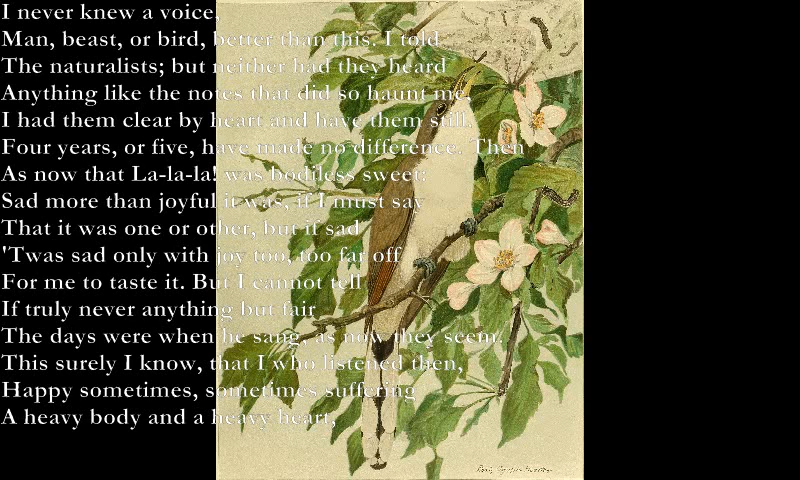 I never knew a voice,
Man, beast, or bird, better than this. I told
The naturalists; but neither had they heard
Anything like the notes that did so haunt me,
I had them clear by heart and have them still.
Four years, or five, have made no difference. Then
As now that La-la-la! was bodiless sweet:
Sad more than joyful it was, if I must say
That it was one or other, but if sad
'Twas sad only with joy too, too far off
For me to taste it. But I cannot tell
If truly never anything but fair
The days were when he sang, as now they seem.
This surely I know, that I who listened then,
Happy sometimes, sometimes suffering
A heavy body and a heavy heart,